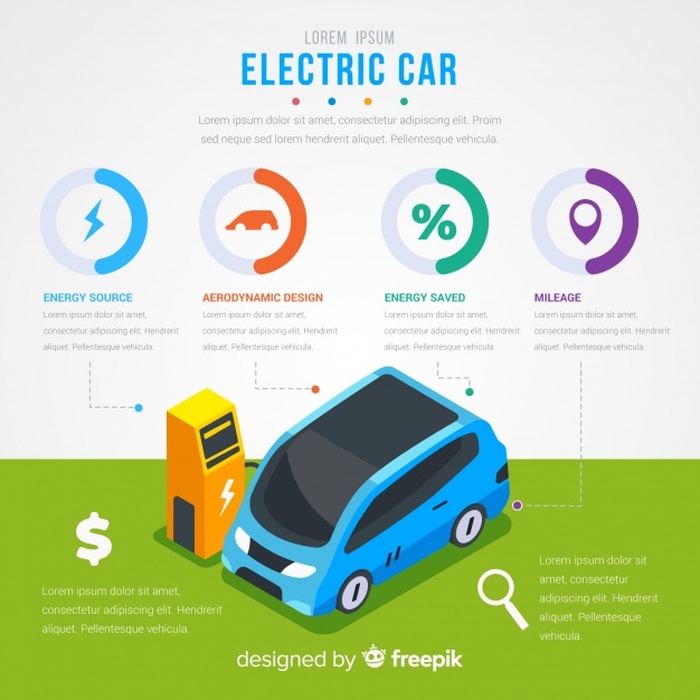 LOREM IPSUM
ELECTRIC CAR
Lorem ipsum dolor sit amet, consectetur adipiscing elit. Proim
sed neque sed lorem hendrerit aliquet. Pellentesque vehicula.
%
ENERGY SOURCE
Lorem ipsum dolor sit amet,
consectetur adipiscing elit. Hendrerit
aliquet. Pellentesque vehicula.
AERODYNAMIC DESIGN
Lorem ipsum dolor sit amet,
consectetur adipiscing elit. Hendrerit
aliquet. Pellentesque vehicula.
ENERGY SAVED
Lorem ipsum dolor sit amet,
consectetur adipiscing elit. Hendrerit
aliquet. Pellentesque vehicula.
MILEAGE
Lorem ipsum dolor sit amet,
consectetur adipiscing elit. Hendrerit
aliquet. Pellentesque vehicula.
$
Lorem ipsum dolor sit amet,
consectetur adipiscing elit. Hendrerit
aliquet. Pellentesque vehicula.
Lorem ipsum dolor sit
amet, consectetur
adipiscing elit. Hendrerit
aliquet. Pellentesque
vehicula.
designed by freepik